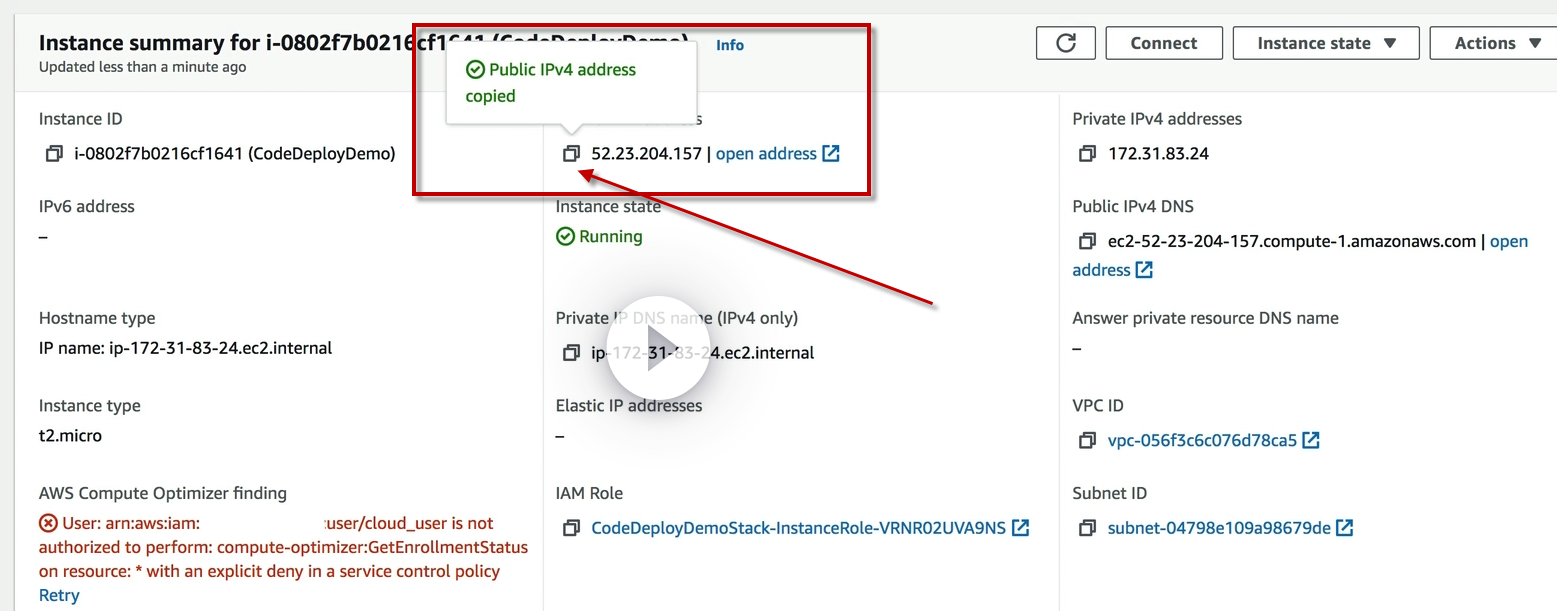 Instance summary for i-0802f7b0216cf1641 (CodeDeployDemo) Info
Updated less than a minute ago
Connect
Instance state
Actions
Public IPv4 address
copied
Instance ID
i-0802f7b0216cf1641 (CodeDeployDemo)
52.23.204.157 | open address
Private IPv4 addresses
172.31.83.24
IPv6 address
–
Instance state
Running
Public IPv4 DNS
ec2-52-23-204-157.compute-1.amazonaws.com | open
address
Hostname type
IP name: ip-172-31-83-24.ec2.internal
Private IP DNS name (IPv4 only)
ip-172-31-83-24.ec2.internal
Answer private resource DNS name
–
Instance type
t2.micro
Elastic IP addresses
–
VPC ID
vpc-056f3c6c076d78ca5
AWS Compute Optimizer finding
User: arn:aws:iam: :user/cloud_user is not
authorized to perform: compute-optimizer:GetEnrollmentStatus
on resource: * with an explicit deny in a service control policy
Retry
IAM Role
CodeDeployDemoStack-InstanceRole-VRNR02UVA9NS
Subnet ID
subnet-04798e109a98679de